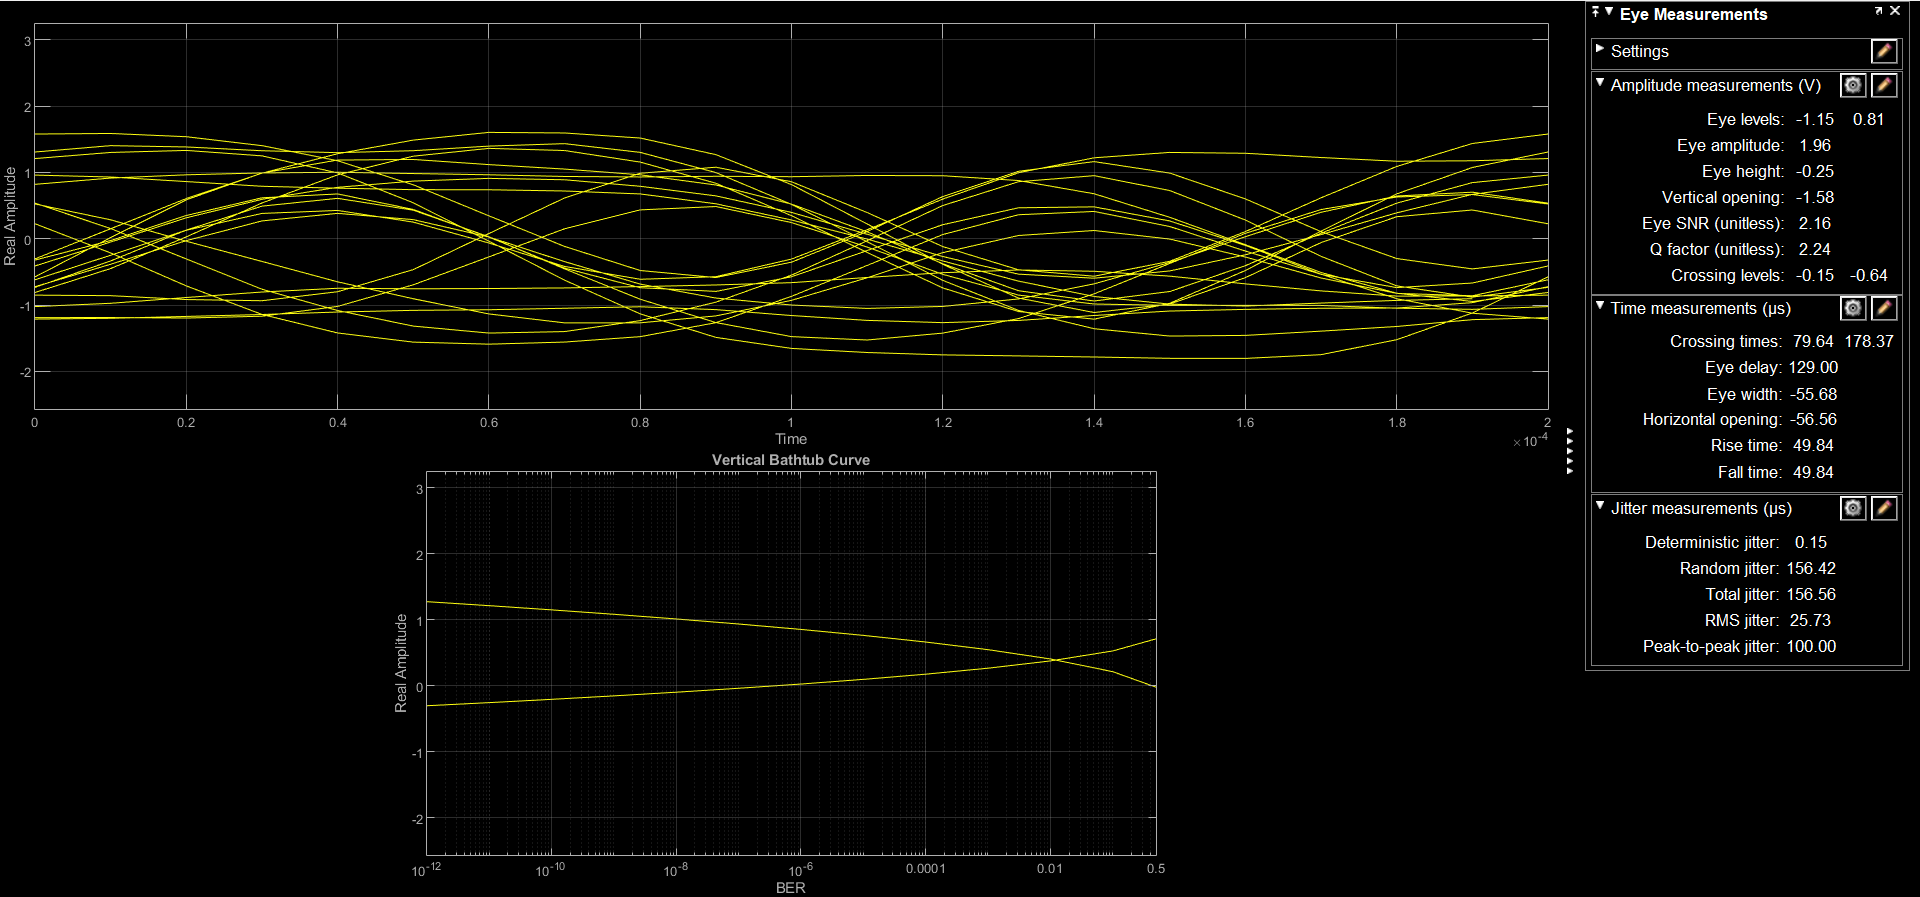 3
2
1
0
-1
-2
Real Amplitude
0 0.2 0.4 0.6 0.8 1 1.2 1.4 1.6 1.8 2
Time
×10-4
Vertical Bathtub Curve
3
2
1
0
-1
-2
Real Amplitude
10-12 10-10 10-8 10-6 0.0001 0.01 0.5
BER
Eye Measurements
Settings
Amplitude measurements (V)
Eye levels: -1.15 0.81
Eye amplitude: 1.96
Eye height: -0.25
Vertical opening: -1.58
Eye SNR (unitless): 2.16
Q factor (unitless): 2.24
Crossing levels: -0.15 -0.64
Time measurements (µs)
Crossing times: 79.64 178.37
Eye delay: 129.00
Eye width: -55.68
Horizontal opening: -56.56
Rise time: 49.84
Fall time: 49.84
Jitter measurements (µs)
Deterministic jitter: 0.15
Random jitter: 156.42
Total jitter: 156.56
RMS jitter: 25.73
Peak-to-peak jitter: 100.00